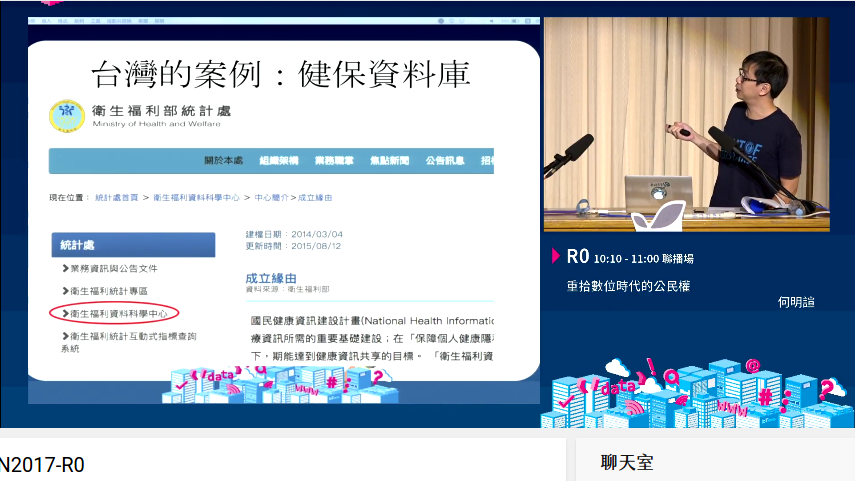 台灣的案例：健保資料庫
衛生福利部統計處
Ministry of Health and Welfare
關於本處 組織架構 業務職掌 焦點新聞 公告訊息 招
現在位置： 統計處首頁 > 衛生福利資料科學中心 > 中心簡介>成立緣由
統計處
業務資訊與公告文件
衛生福利統計專區
衛生福利資料科學中心
衛生福利統計互動式指標查詢
系統
建檔日期：2014/03/04
更新時間：2015/08/12
成立緣由
資料來源：衛生福利部
國民健康資訊建設計畫(National Health Informatic
療資訊所需的重要基礎建設；在「保障個人健康隱
下，期能達到健康資訊共享的目標。 「衛生福利資
(/data)
www
#
?
R0 10:10 - 11:00 聯播場
重拾數位時代的公民權
何明諠
(/data)
!
@
www
#
?
N2017-R0
聊天室